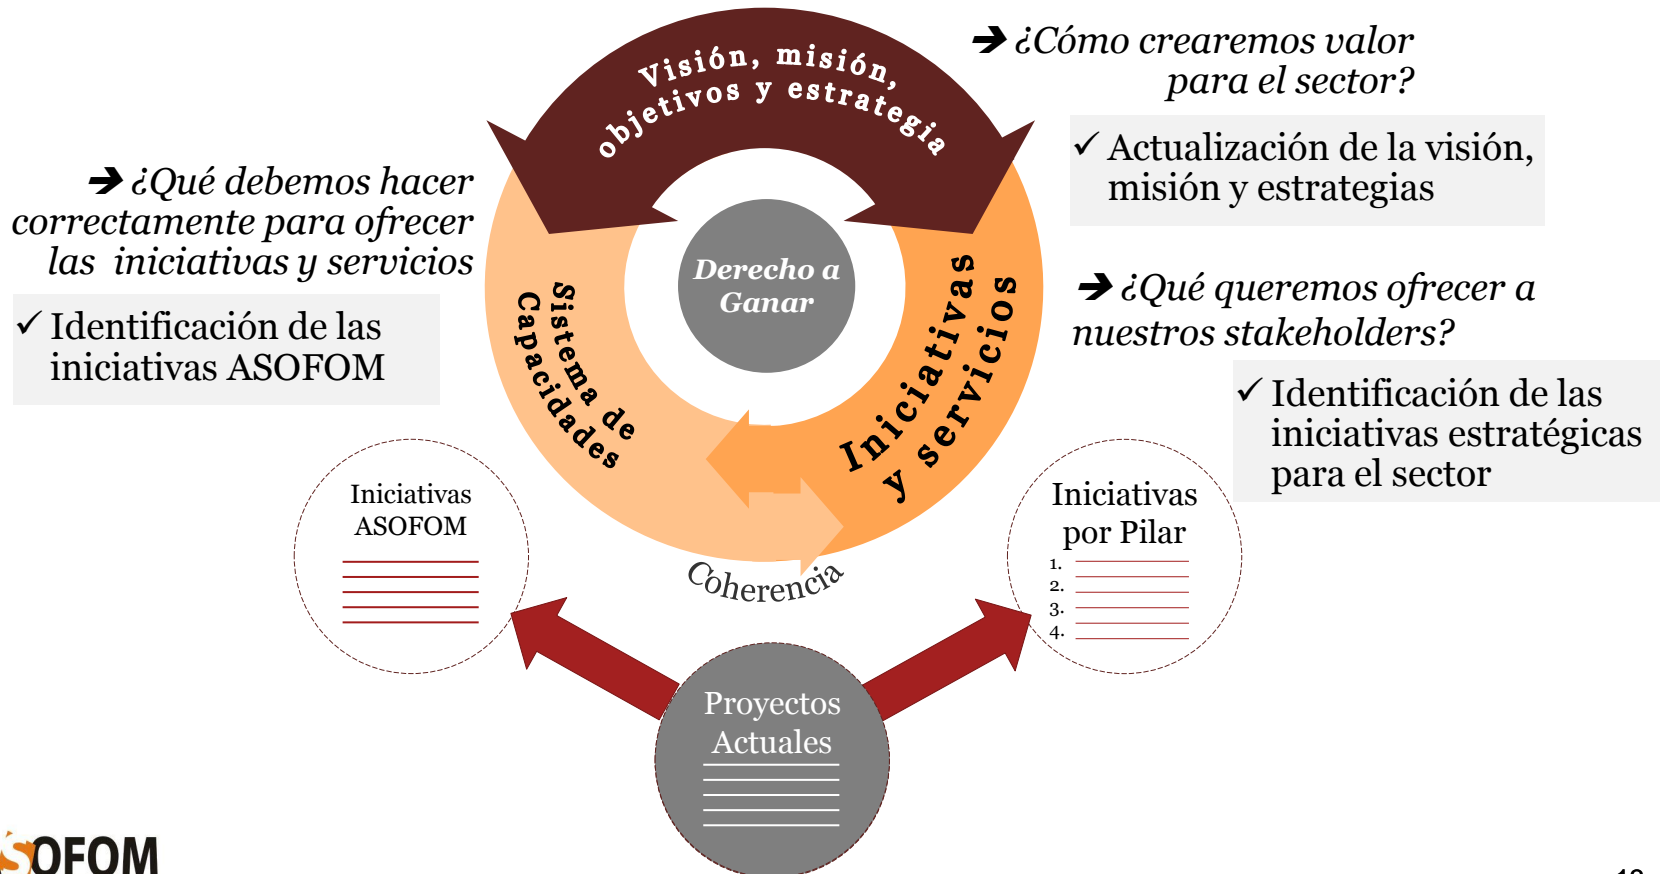 Visión, misión,
objetivos y estrategia
➔ ¿Cómo crearemos valor
para el sector?
✓ Actualización de la visión,
misión y estrategias
➔ ¿Qué debemos hacer
correctamente para ofrecer
las iniciativas y servicios
✓ Identificación de las
iniciativas ASOFOM
Derecho a
Ganar
Sistema de
Capacidades
Iniciativas
y servicios
➔ ¿Qué queremos ofrecer a
nuestros stakeholders?
✓ Identificación de las
iniciativas estratégicas
para el sector
Iniciativas
ASOFOM
Iniciativas
por Pilar
1.
2.
3.
4.
Coherencia
Proyectos
Actuales
SOFOM